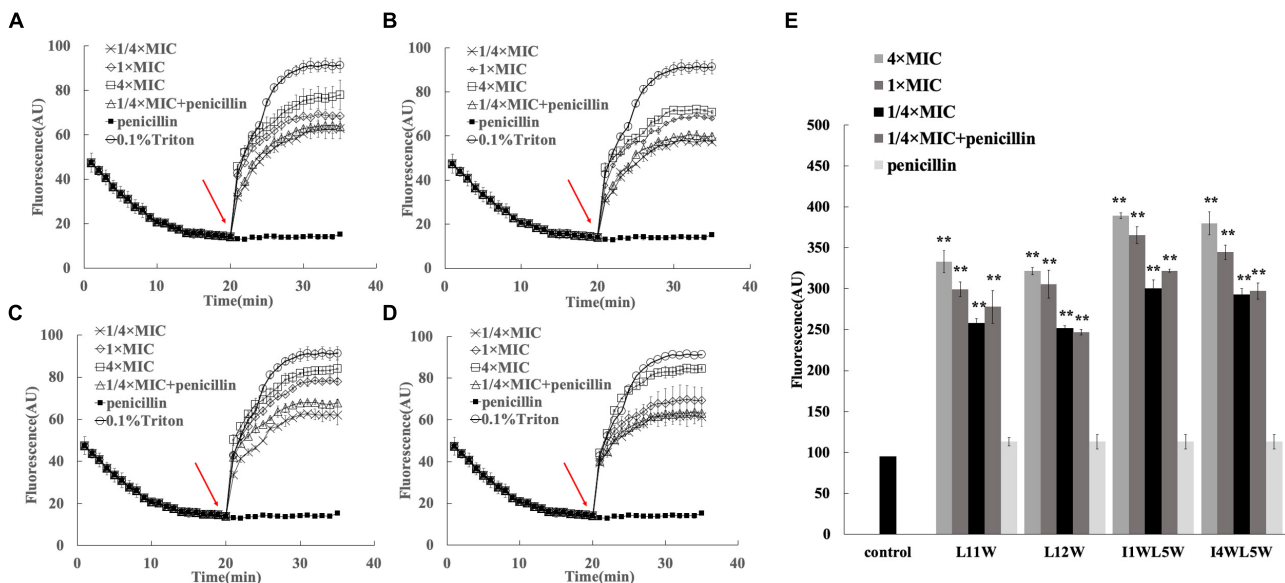 A
Fluorescence(AU)
100
80
60
40
20
0
1/4×MIC
1×MIC
4×MIC
1/4×MIC+penicillin
penicillin
0.1%Triton
0
10
20
30
40
Time(min)
B
Fluorescence(AU)
100
80
60
40
20
0
1/4×MIC
1×MIC
4×MIC
1/4×MIC+penicillin
penicillin
0.1%Triton
0
10
20
30
40
Time(min)
C
Fluorescence(AU)
100
80
60
40
20
0
1/4×MIC
1×MIC
4×MIC
1/4×MIC+penicillin
penicillin
0.1%Triton
0
10
20
30
40
Time(min)
D
Fluorescence(AU)
100
80
60
40
20
0
1/4×MIC
1×MIC
4×MIC
1/4×MIC+penicillin
penicillin
0.1%Triton
0
10
20
30
40
Time(min)
E
4×MIC
1×MIC
1/4×MIC
1/4×MIC+penicillin
penicillin
Fluorescence(AU)
500
450
400
350
300
250
200
150
100
50
0
** ** ** **
** ** ** **
** ** ** **
** ** ** **
control
L11W
L12W
I1WL5W
I4WL5W